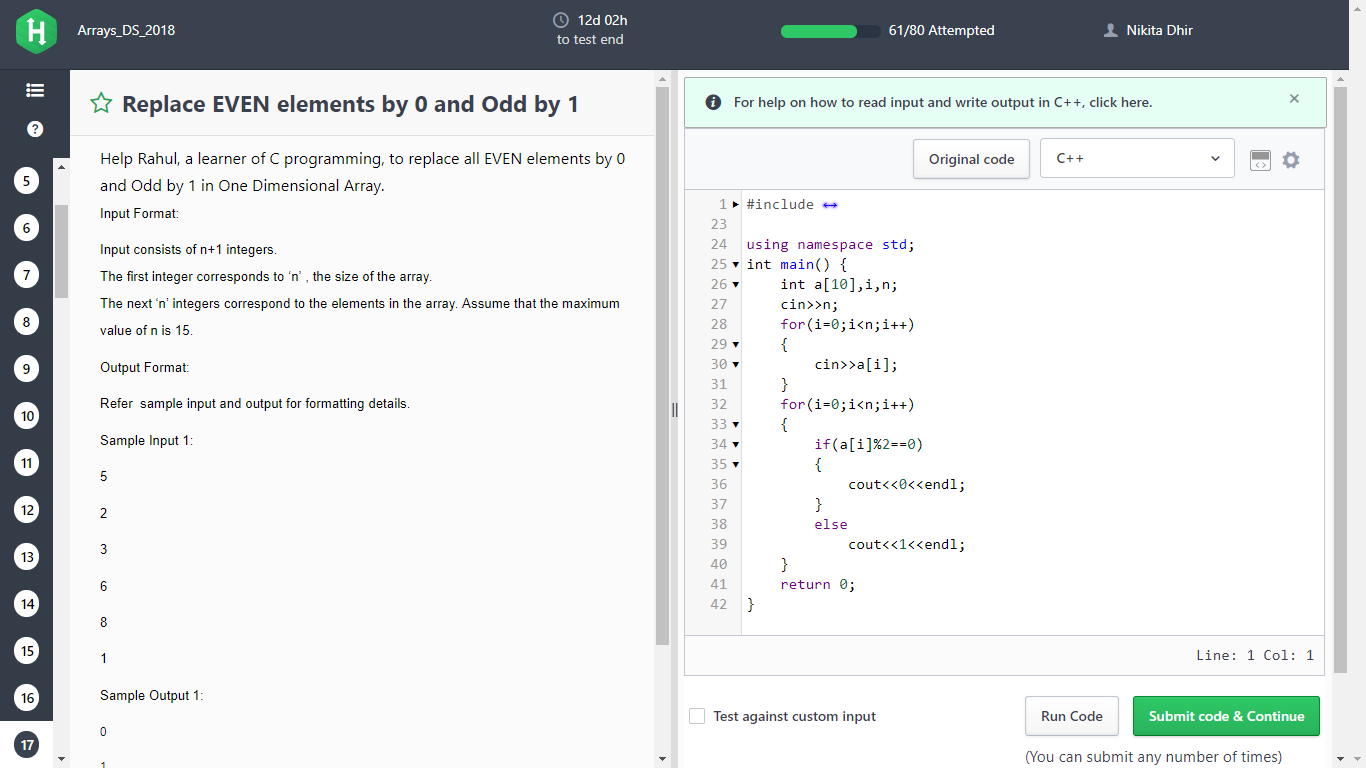 Arrays_DS_2018
12d 02h
to test end
61/80 Attempted
Nikita Dhir
5
6
7
8
9
10
11
12
13
14
15
16
17
Replace EVEN elements by 0 and Odd by 1
Help Rahul, a learner of C programming, to replace all EVEN elements by 0
and Odd by 1 in One Dimensional Array.
Input Format:
Input consists of n+1 integers.
The first integer corresponds to ‘n’ , the size of the array.
The next ‘n’ integers correspond to the elements in the array. Assume that the maximum
value of n is 15.
Output Format:
Refer  sample input and output for formatting details.
Sample Input 1:
5
2
3
6
8
1
Sample Output 1:
0
1
For help on how to read input and write output in C++, click here.
Original code
C++
1 #include
23
24 using namespace std;
25 int main() {
26     int a[10],i,n;
27     cin>>n;
28     for(i=0;i<n;i++)
29     {
30         cin>>a[i];
31     }
32     for(i=0;i<n;i++)
33     {
34         if(a[i]%2==0)
35         {
36             cout<<0<<endl;
37         }
38         else
39             cout<<1<<endl;
40     }
41     return 0;
42 }
Line: 1 Col: 1
Test against custom input
Run Code
Submit code & Continue
(You can submit any number of times)